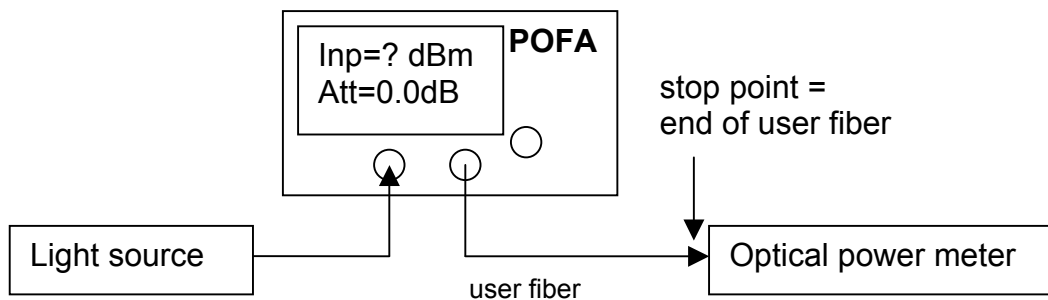 Inp=? dBm
Att=0.0dB
POFA
stop point =
end of user fiber
Light source
user fiber
Optical power meter